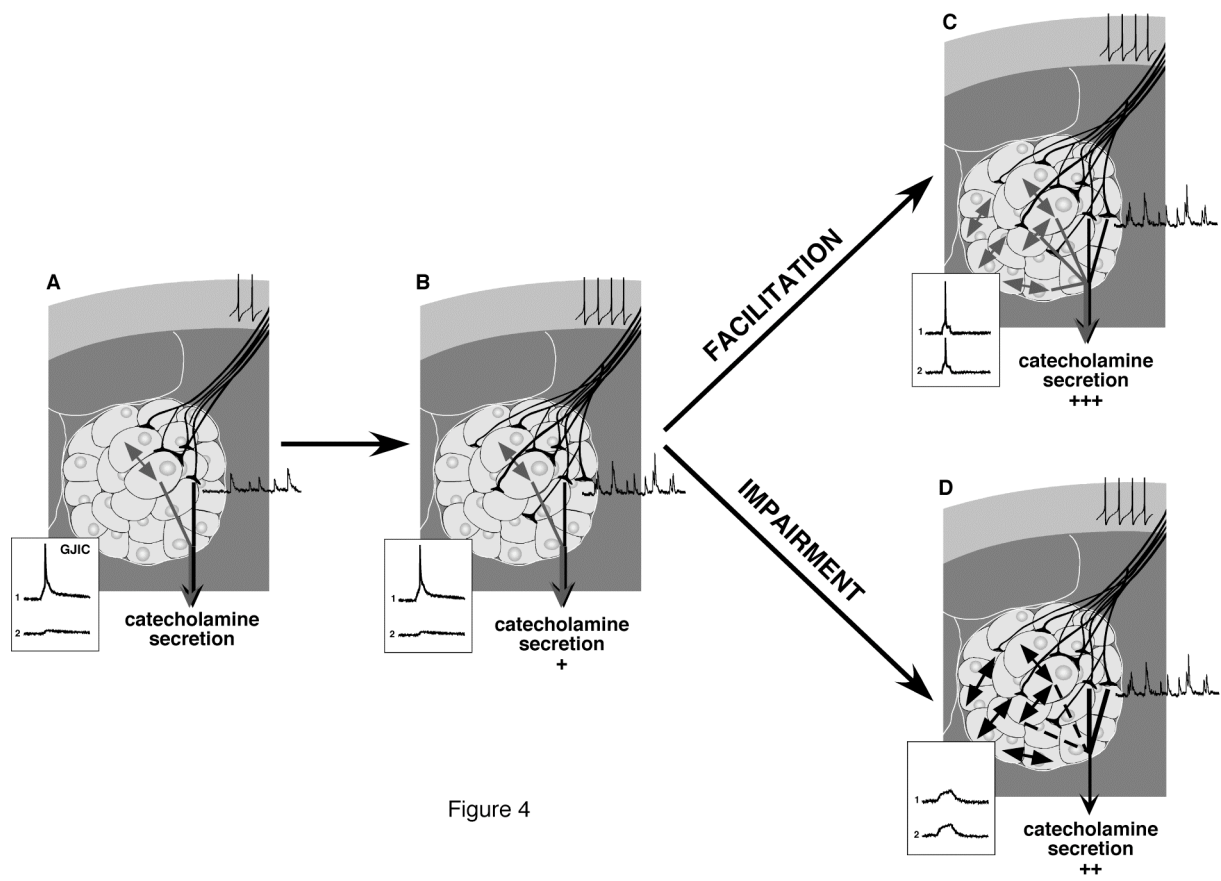 A
GJIC
1
2
catecholamine
secretion
B
1
2
catecholamine
secretion
+
FACILITATION
IMPAIRMENT
C
1
2
catecholamine
secretion
+++
D
1
2
catecholamine
secretion
++
Figure 4